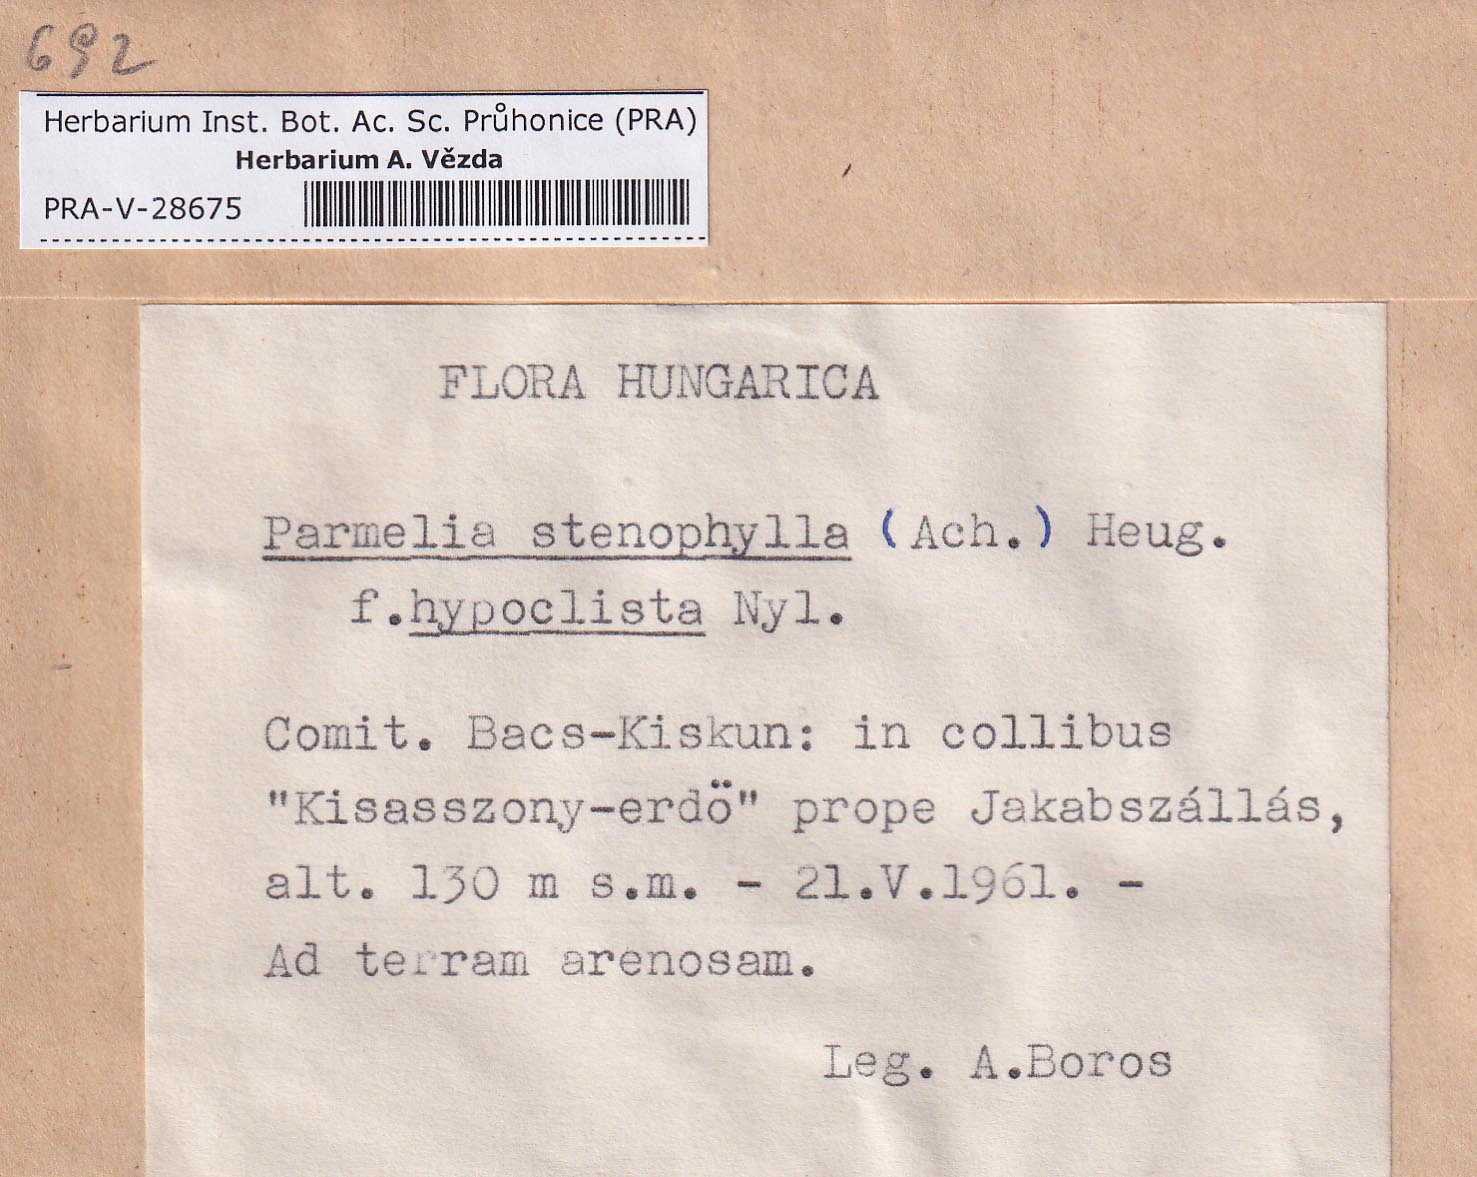 692
Herbarium Inst. Bot. Ac. Sc. Průhonice (PRA)
Herbarium A. Vězda
PRA-V-28675
FLORA HUNGARICA
Parmelia stenophylla (Ach.) Heug.
f.hypoclista Nyl.
Comit. Bacs-Kiskun: in collibus
"Kisasszony-erdö" prope Jakabszállás,
alt. 130 m s.m. - 21.V.1961. -
Ad terram arenosam.
Leg. A.Boros